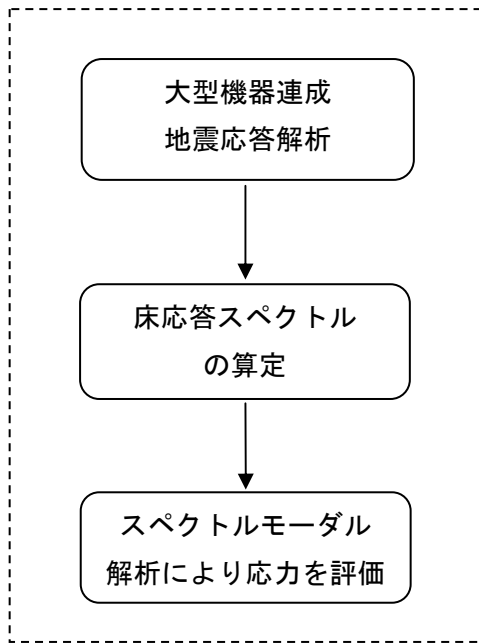 大型機器連成
地震応答解析
床応答スペクトル
の算定
スペクトルモーダル
解析により応力を評価